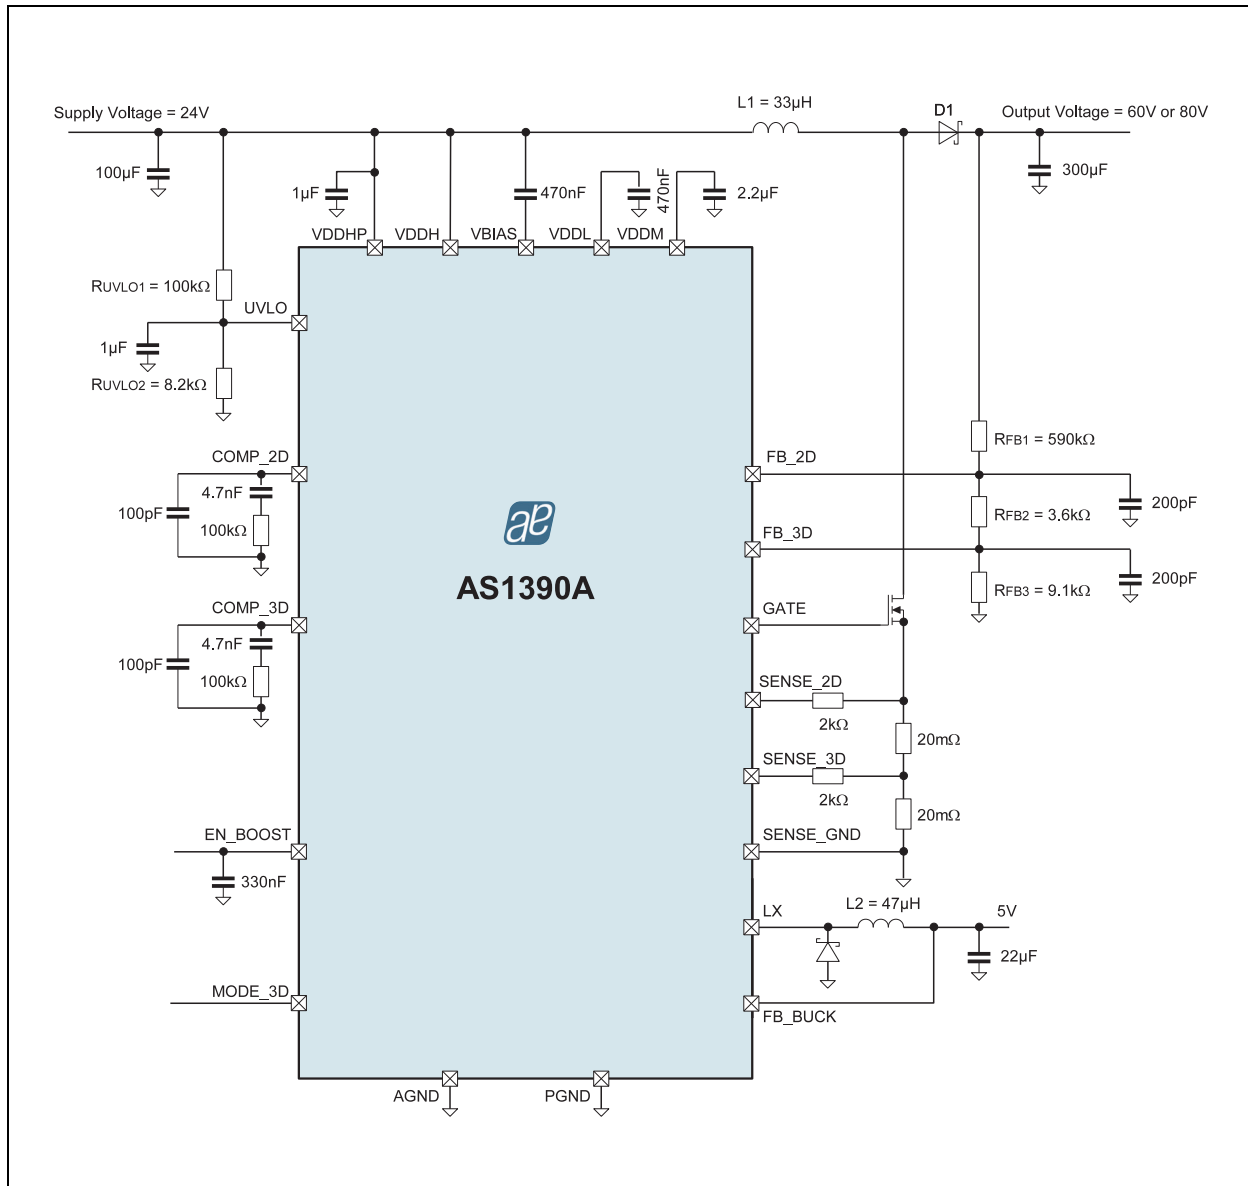 L1 = 33µH
D1
Supply Voltage = 24V
Output Voltage = 60V or 80V
100µF
1µF
470nF
470nF
2.2µF
300µF
VDDHP
VDDH
VBIAS
VDDL
VDDM
RUVLO1 = 100kΩ
UVLO
1µF
RUVLO2 = 8.2kΩ
RFB1 = 590kΩ
COMP_2D
FB_2D
4.7nF
100pF
100kΩ
200pF
RFB2 = 3.6kΩ
FB_3D
AS1390A
200pF
RFB3 = 9.1kΩ
COMP_3D
GATE
4.7nF
100pF
100kΩ
SENSE_2D
2kΩ
20mΩ
SENSE_3D
2kΩ
20mΩ
EN_BOOST
SENSE_GND
330nF
LX
L2 = 47µH
5V
22µF
MODE_3D
FB_BUCK
AGND
PGND